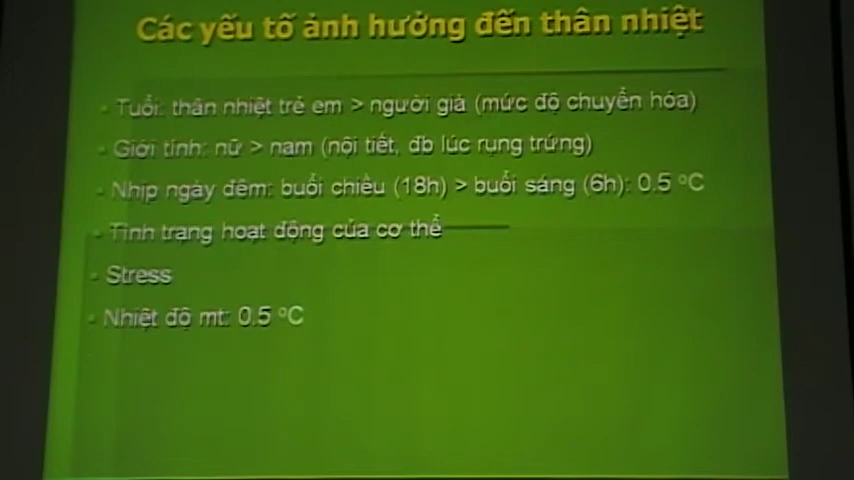 Các yếu tố ảnh hưởng đến thân nhiệt
- Tuổi: thân nhiệt trẻ em > người già (mức độ chuyển hóa)
- Giới tính: nữ > nam (nội tiết, đb lúc rụng trứng)
- Nhịp ngày đêm: buổi chiều (18h) > buổi sáng (6h): 0.5 ºC
- Tình trạng hoạt động của cơ thể
- Stress
- Nhiệt độ mt: 0.5 ºC